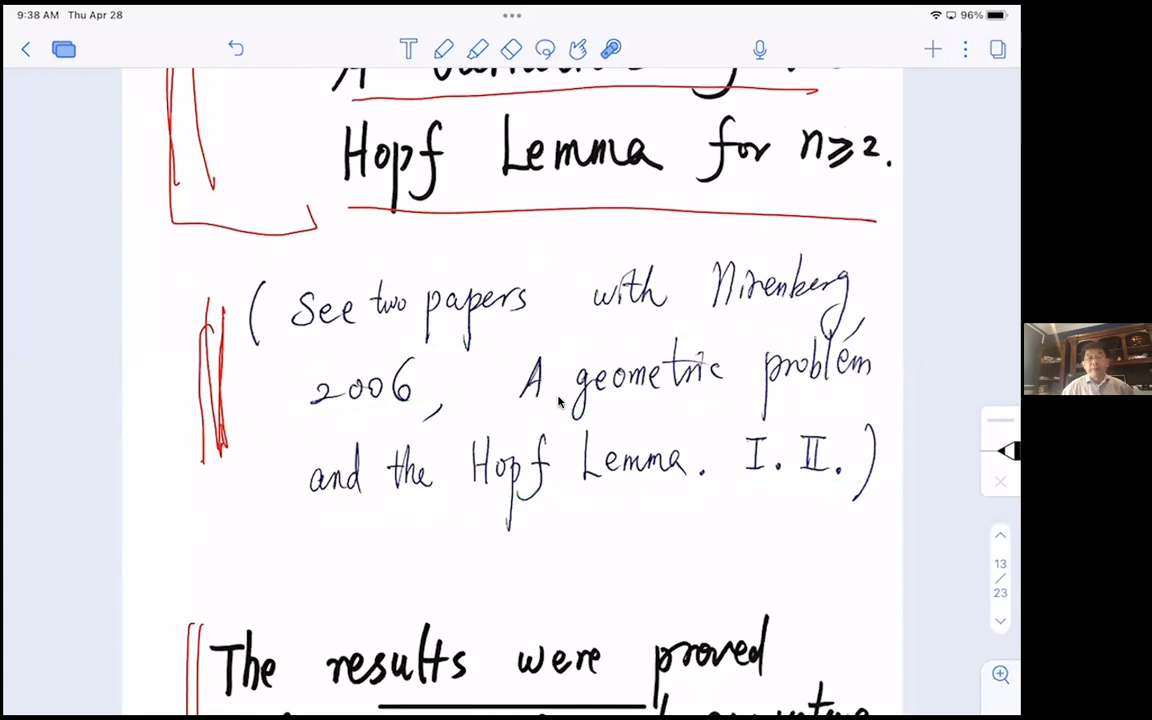 9:38 AM Thu Apr 28
96%
A
Hopf Lemma for n⩾2.
( See two papers with Nirenberg,
2006, A geometric problem
and the Hopf Lemma. I. II. )
13
/
23
The results were proved